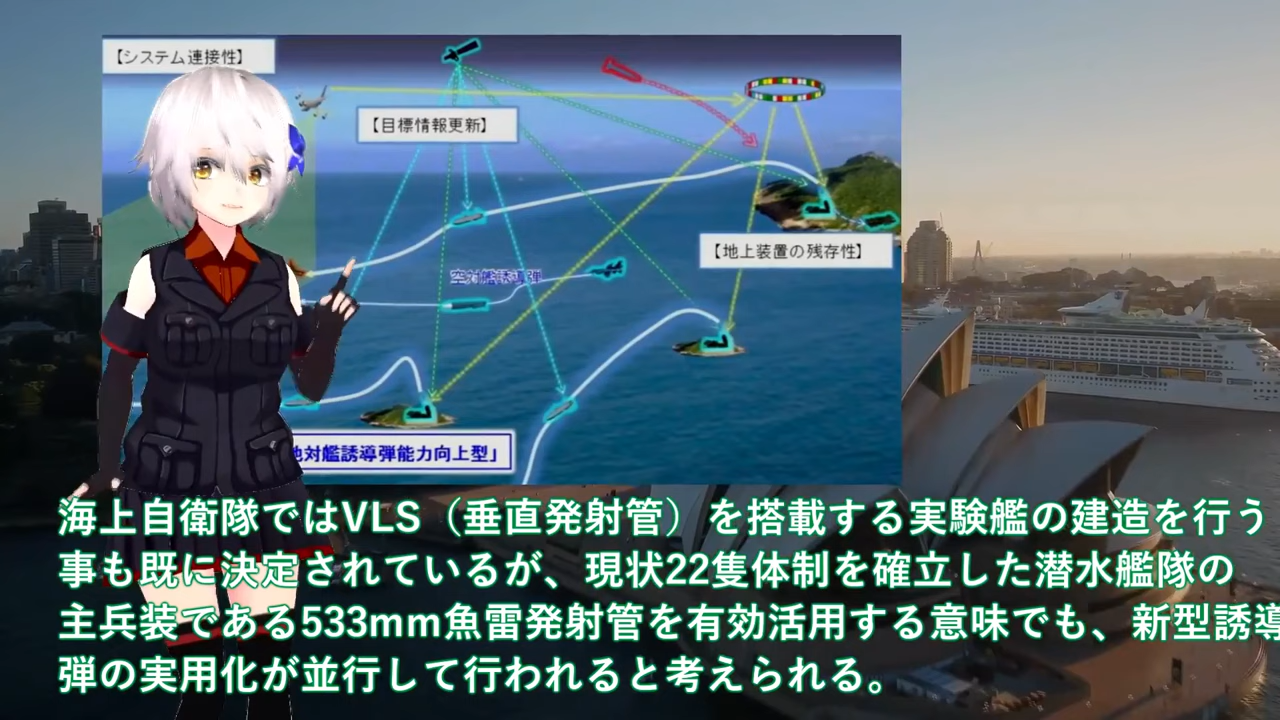 【システム連接性】
【目標情報更新】
【地上装置の残存性】
空対艦誘導弾
地対艦誘導弾能力向上型」
海上自衛隊ではVLS（垂直発射管）を搭載する実験艦の建造を行う
事も既に決定されているが、現状22隻体制を確立した潜水艦隊の
主兵装である533mm魚雷発射管を有効活用する意味でも、新型誘導
弾の実用化が並行して行われると考えられる。